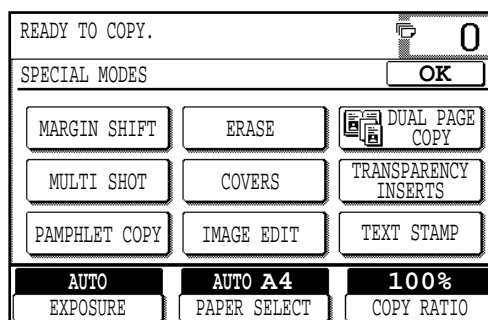 READY TO COPY.
0
SPECIAL MODES
OK
MARGIN SHIFT
ERASE
DUAL PAGE
COPY
MULTI SHOT
COVERS
TRANSPARENCY
INSERTS
PAMPHLET COPY
IMAGE EDIT
TEXT STAMP
AUTO
AUTO A4
100%
EXPOSURE
PAPER SELECT
COPY RATIO